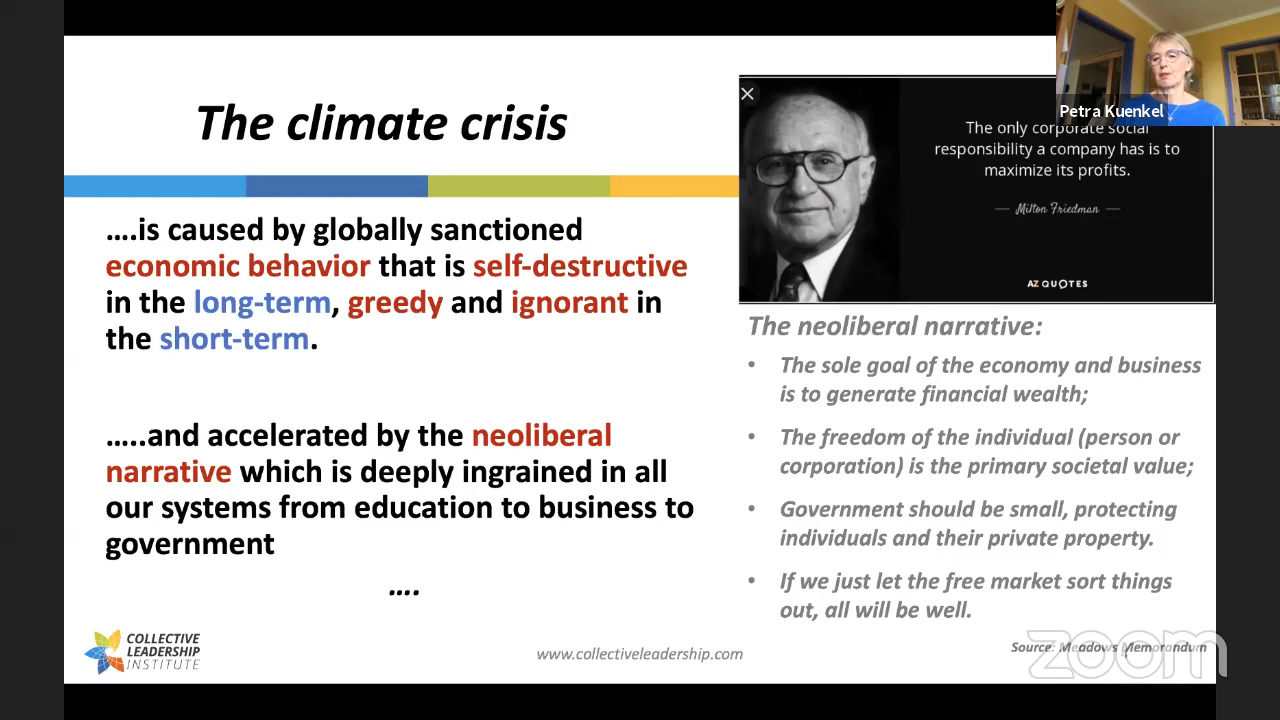 The climate crisis
….is caused by globally sanctioned
economic behavior that is self-destructive
in the long-term, greedy and ignorant in
the short-term.
…..and accelerated by the neoliberal
narrative which is deeply ingrained in all
our systems from education to business to
government
….
COLLECTIVE
LEADERSHIP
INSTITUTE
www.collectiveleadership.com
Petra Kuenkel
The only corporate social
responsibility a company has is to
maximize its profits.
— Milton Friedman —
AZ QUOTES
The neoliberal narrative:
• The sole goal of the economy and business
is to generate financial wealth;
• The freedom of the individual (person or
corporation) is the primary societal value;
• Government should be small, protecting
individuals and their private property.
• If we just let the free market sort things
out, all will be well.
Source: Meadows Memorandum
zoom